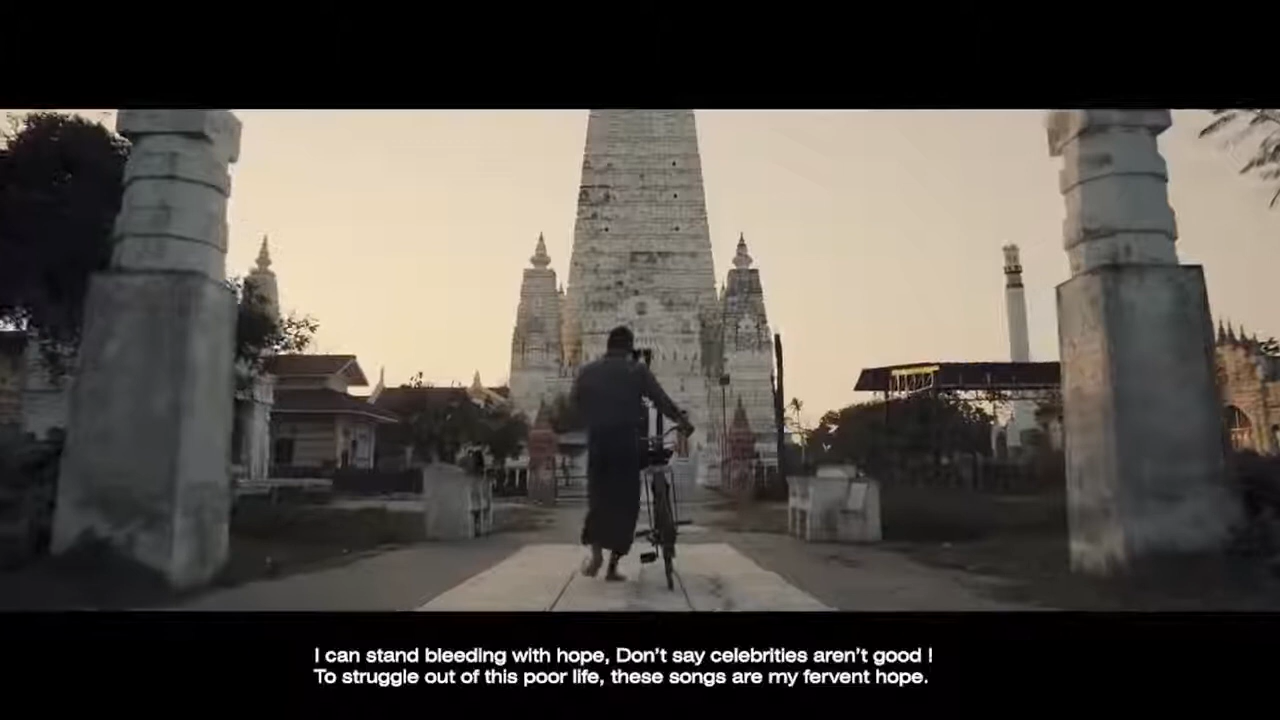 I can stand bleeding with hope, Don't say celebrities aren't good !
To struggle out of this poor life, these songs are my fervent hope.